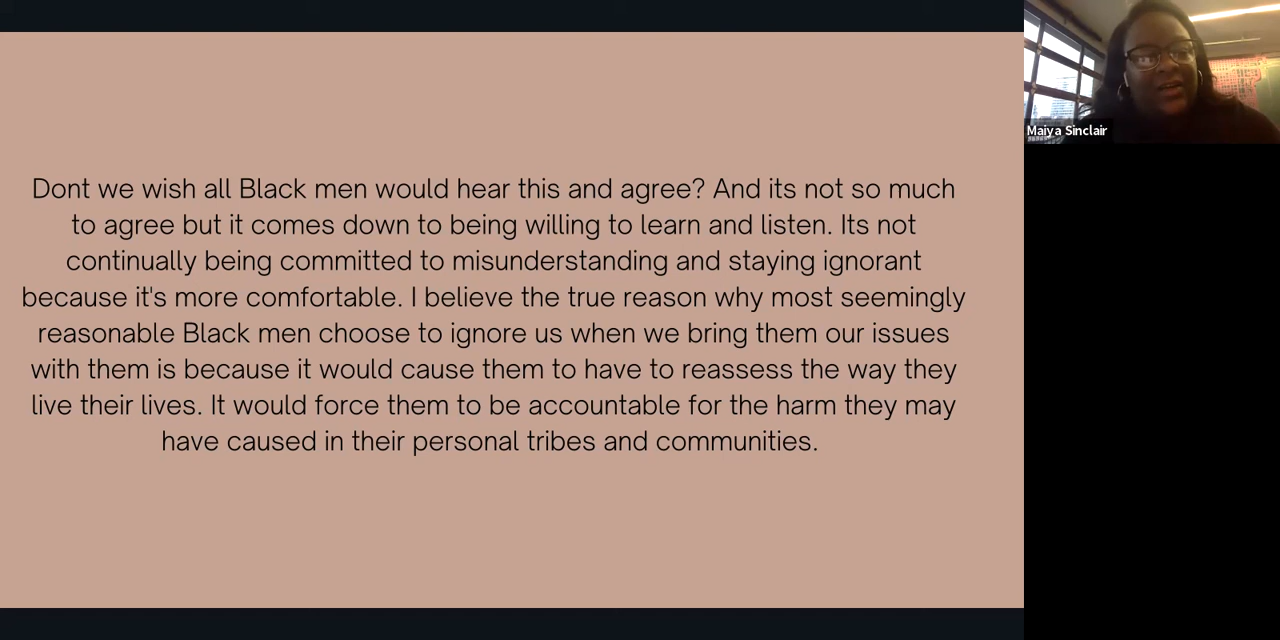 Dont we wish all Black men would hear this and agree? And its not so much
to agree but it comes down to being willing to learn and listen. Its not
continually being committed to misunderstanding and staying ignorant
because it's more comfortable. I believe the true reason why most seemingly
reasonable Black men choose to ignore us when we bring them our issues
with them is because it would cause them to have to reassess the way they
live their lives. It would force them to be accountable for the harm they may
have caused in their personal tribes and communities.
Maiya Sinclair